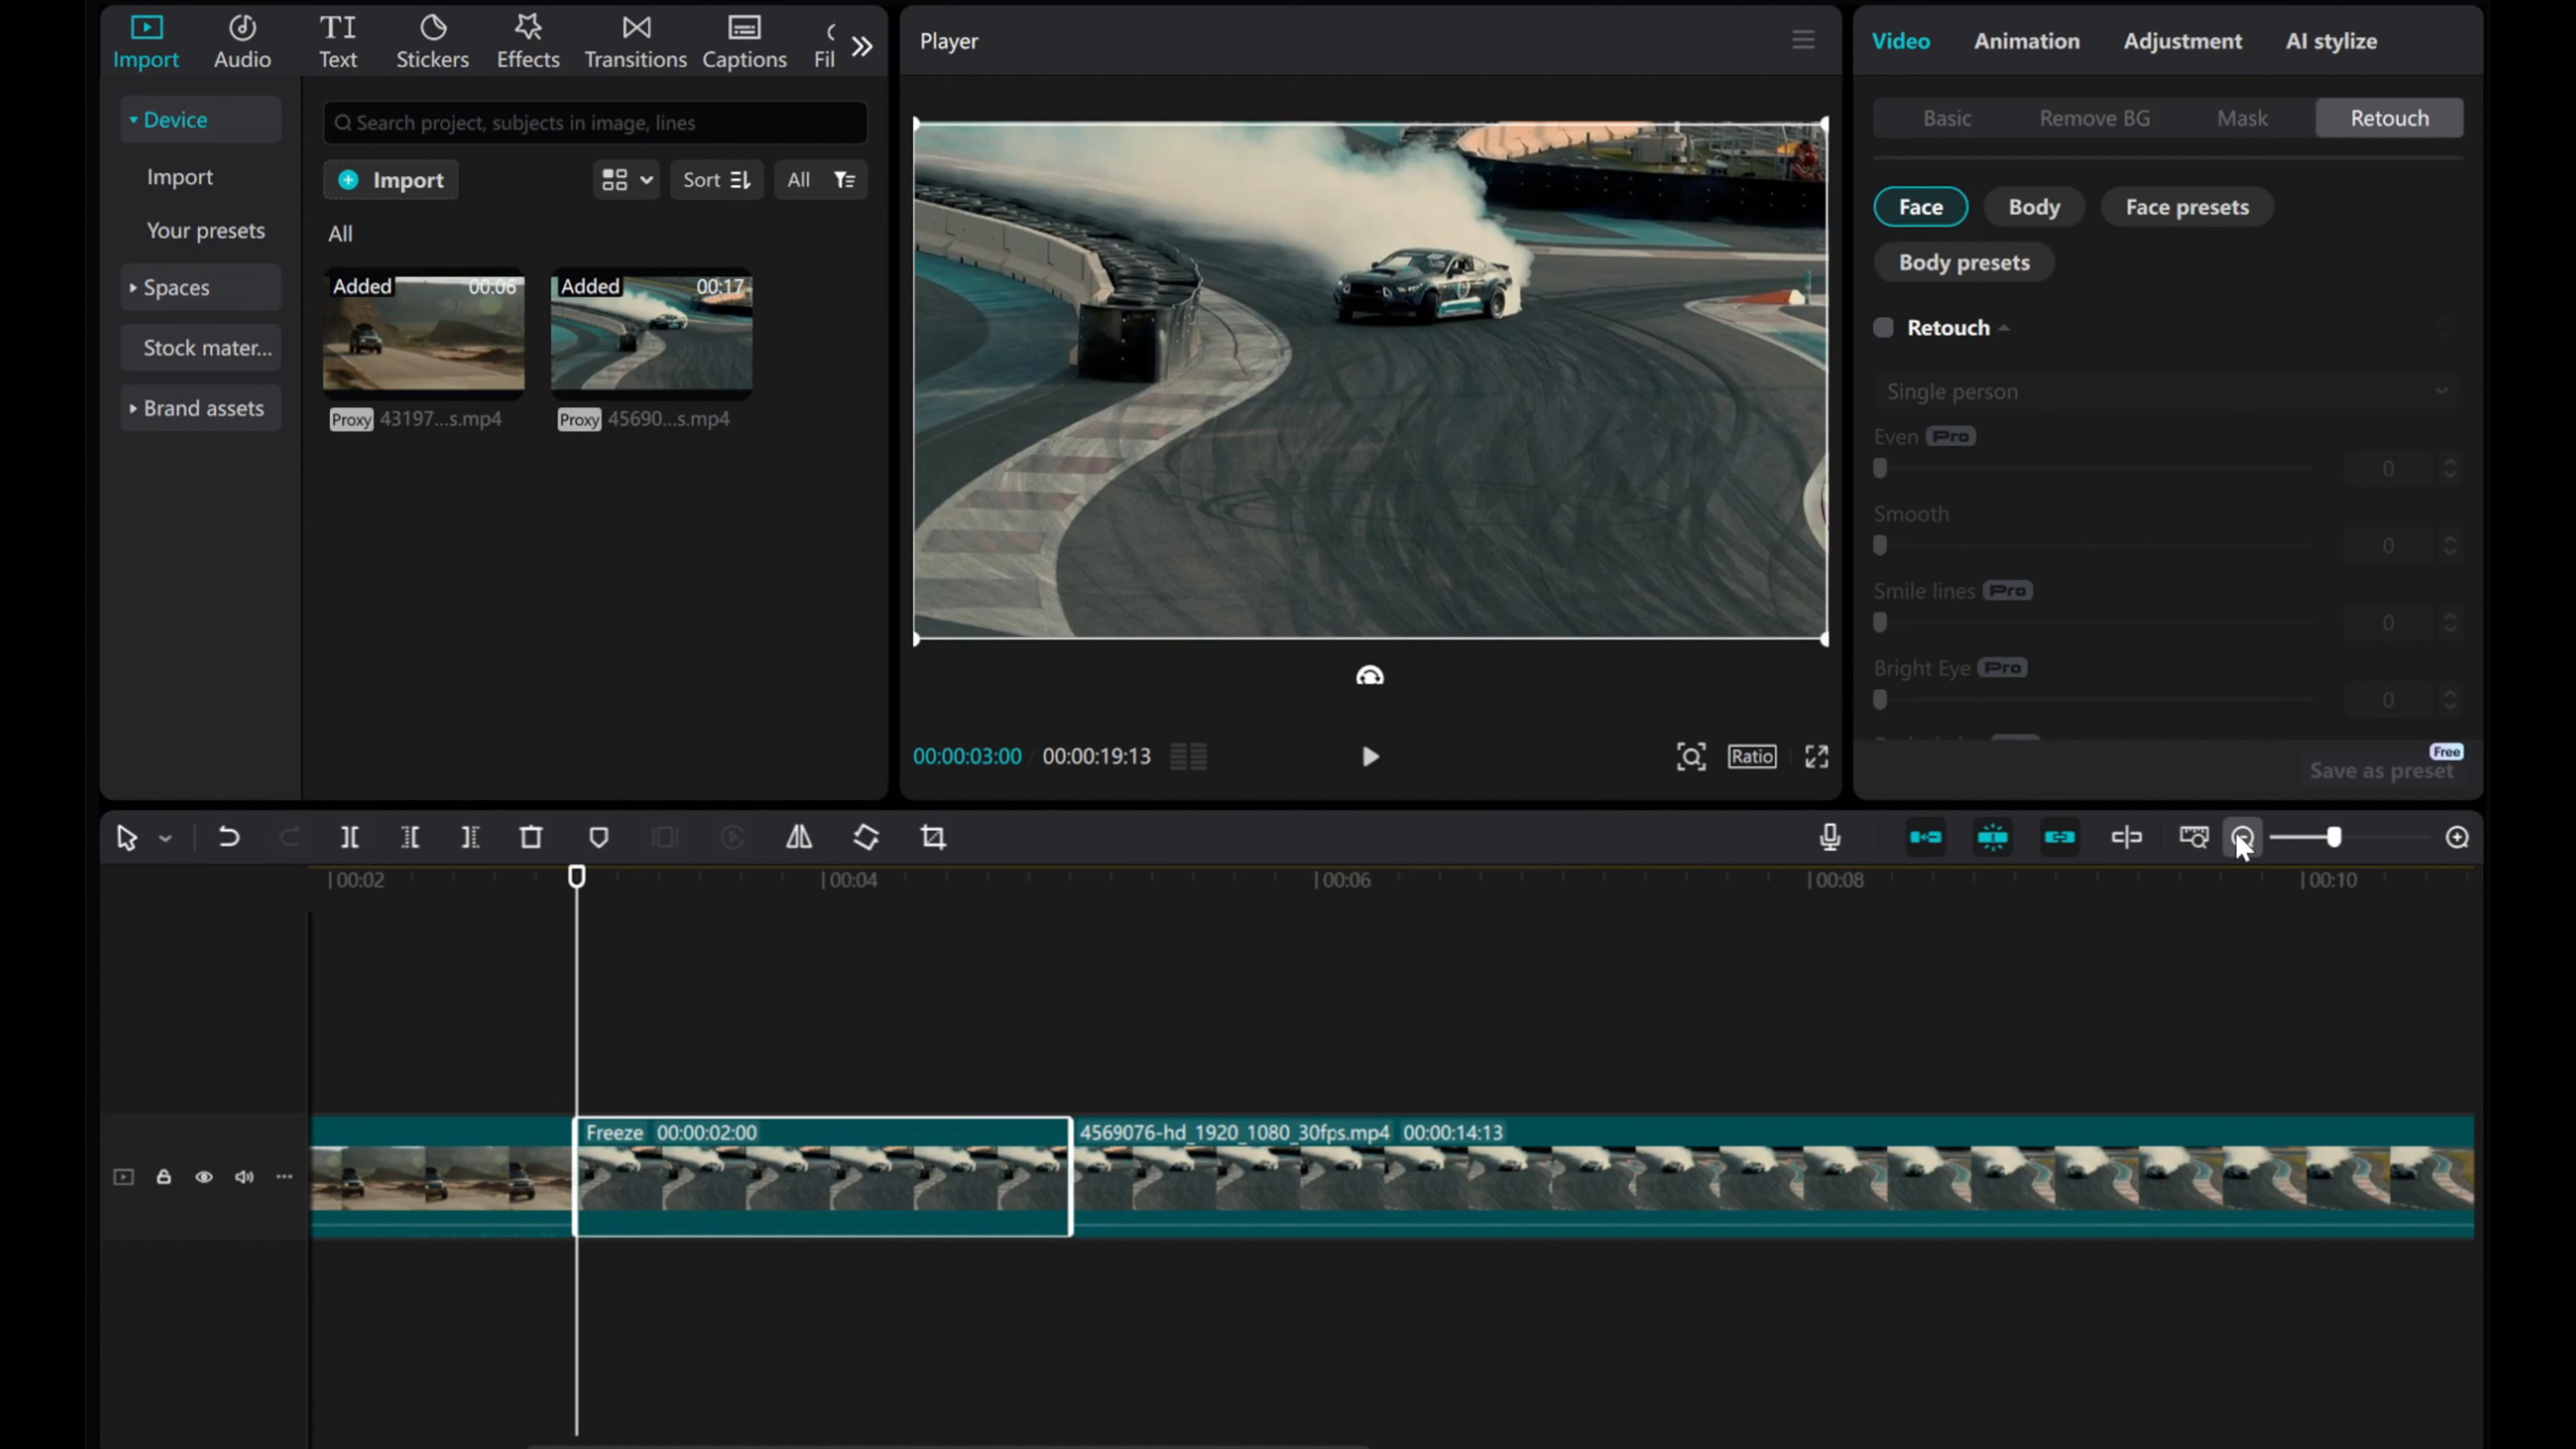 Import
Audio
Text
Stickers
Effects
Transitions
Captions
Fil
Device
Import
Your presets
Spaces
Stock mater...
Brand assets
Search project, subjects in image, lines
Import
Sort
All
All
Added 00:06
Added 00:17
Proxy 43197...s.mp4
Proxy 45690...s.mp4
Player
00:00:03:00 00:00:19:13
Ratio
Video Animation Adjustment AI stylize
Basic Remove BG Mask Retouch
Face Body Face presets
Body presets
Retouch
Single person
Even Pro
0
Smooth
0
Smile lines Pro
0
Bright Eye Pro
0
Free
Save as preset
00:02 00:04 00:06 00:08 00:10
Freeze 00:00:02:00
4569076-hd_1920_1080_30fps.mp4 00:00:14:13